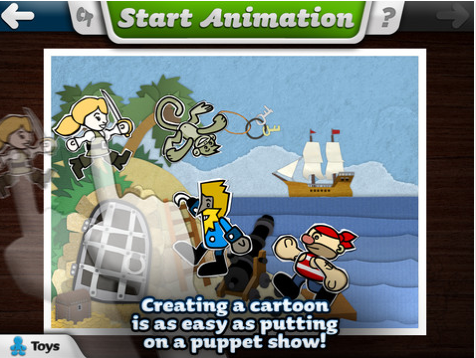 Start Animation
?
Creating a cartoon
is as easy as putting
on a puppet show!
Toys